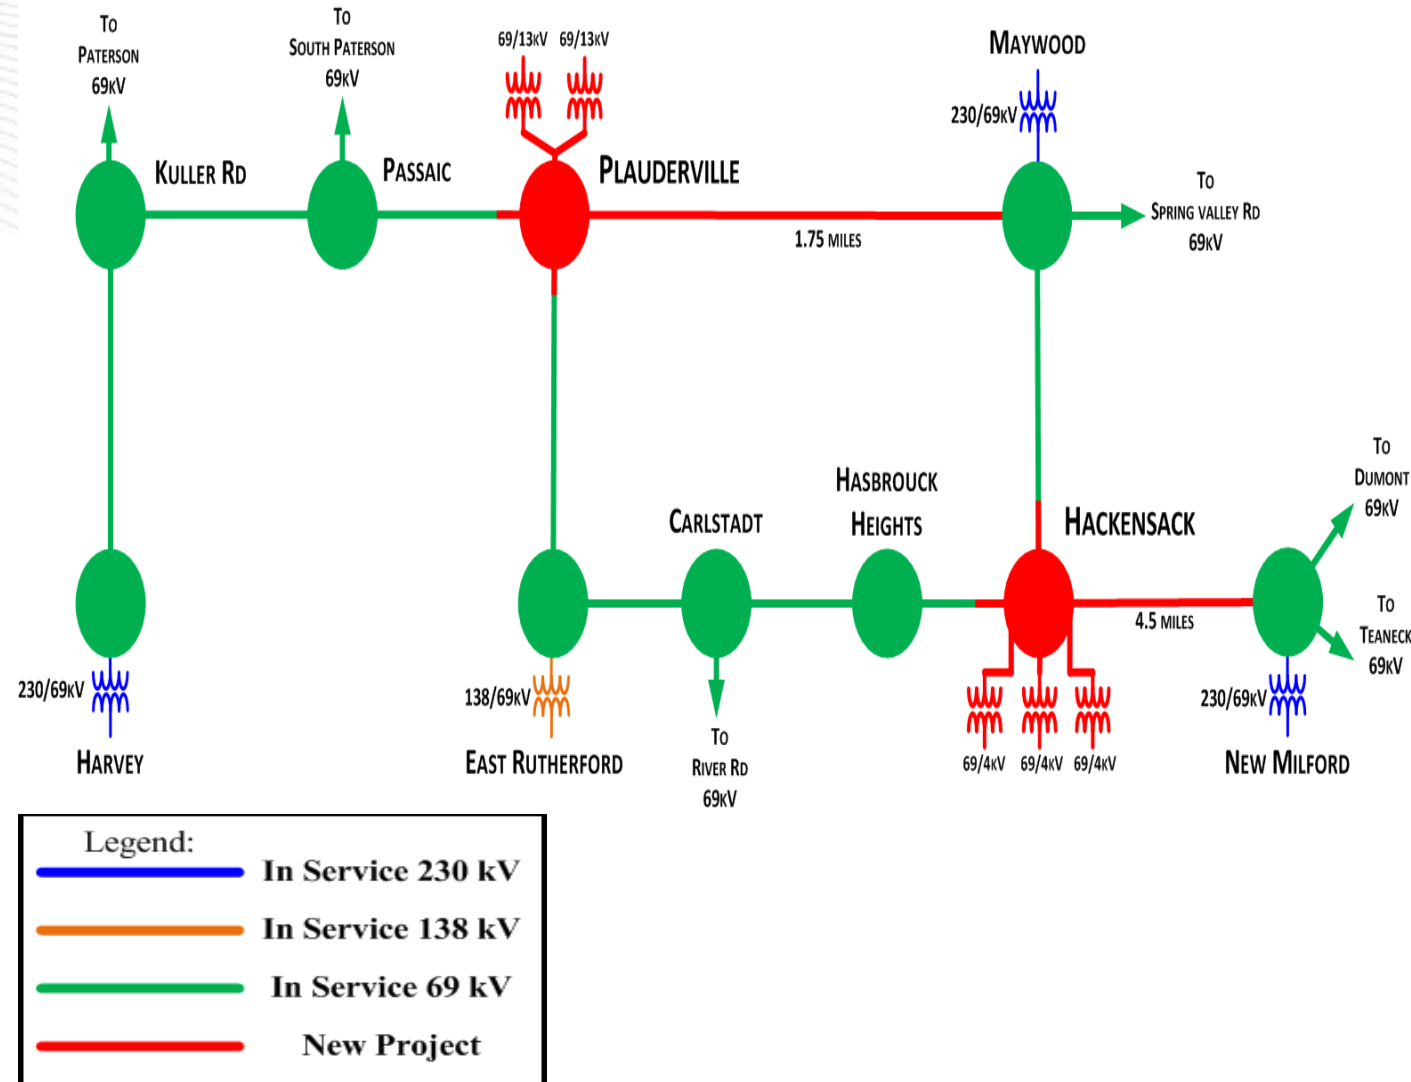 To
Paterson
69kV
To
South Paterson
69kV
69/13kV 69/13kV
Maywood
230/69kV
Kuller Rd
Passaic
Plauderville
To
Spring valley Rd
69kV
1.75 miles
To
Dumont
69kV
Hasbrouck
Heights
Carlstadt
Hackensack
4.5 miles
To
Teaneck
69kV
230/69kV
138/69kV
230/69kV
Harvey
East Rutherford
To
River Rd
69kV
69/4kV 69/4kV 69/4kV
New Milford
Legend:
In Service 230 kV
In Service 138 kV
In Service 69 kV
New Project